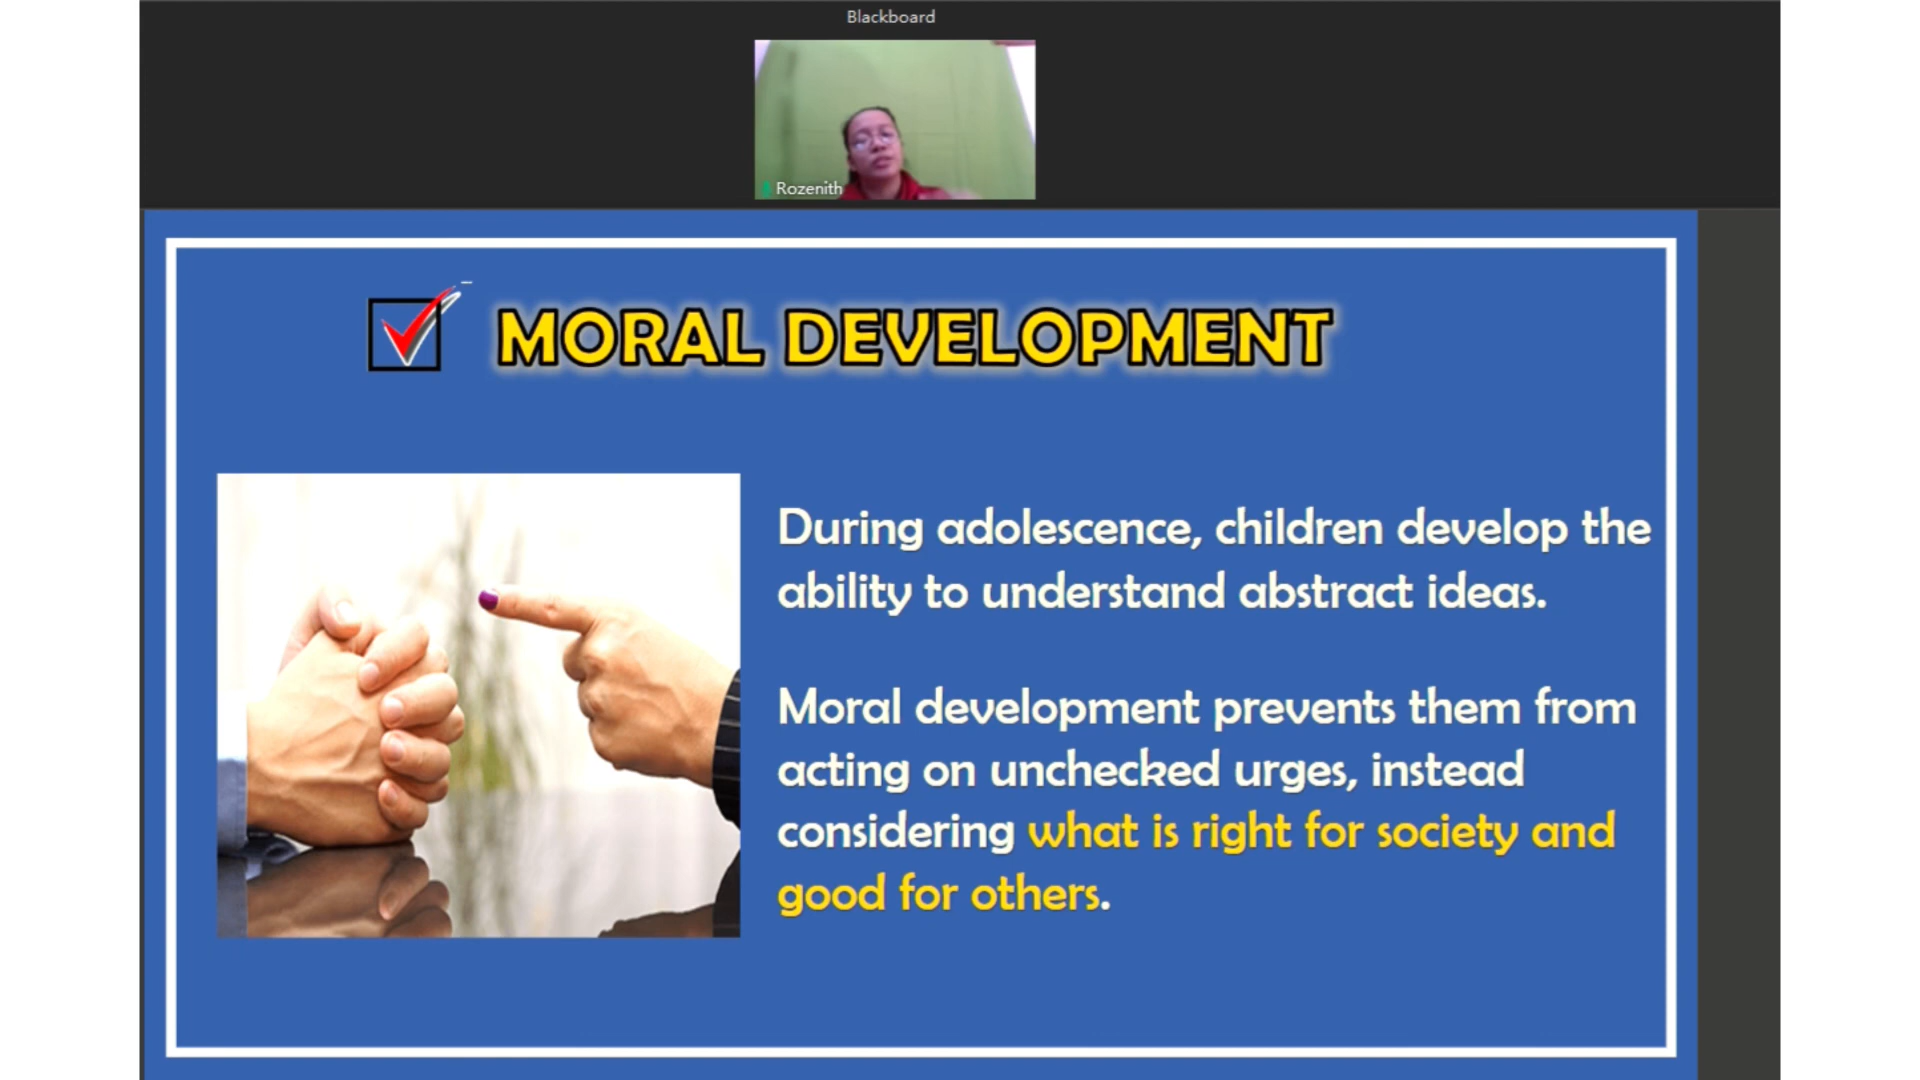 Blackboard
Rozenith
MORAL DEVELOPMENT
During adolescence, children develop the
ability to understand abstract ideas.
Moral development prevents them from
acting on unchecked urges, instead
considering what is right for society and
good for others.